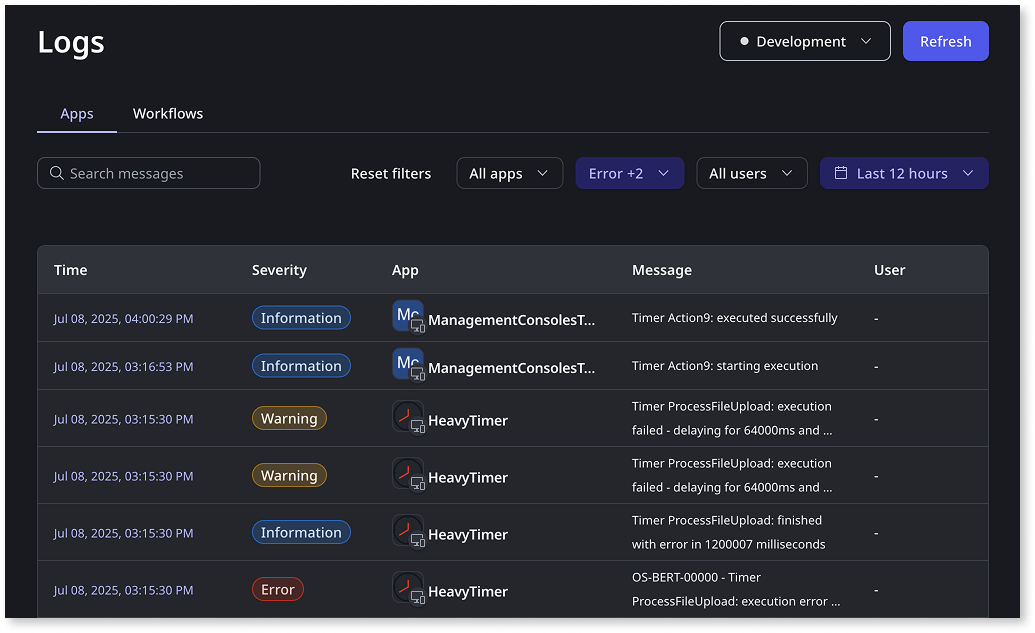 Logs
Development
Refresh
Apps
Workflows
Search messages
Reset filters
All apps
Error +2
All users
Last 12 hours
Time Severity App Message User
Jul 08, 2025, 04:00:29 PM Information ManagementConsolesT... Timer Action9: executed successfully -
Jul 08, 2025, 03:16:53 PM Information ManagementConsolesT... Timer Action9: starting execution -
Jul 08, 2025, 03:15:30 PM Warning HeavyTimer Timer ProcessFileUpload: execution
failed - delaying for 64000ms and ... -
Jul 08, 2025, 03:15:30 PM Warning HeavyTimer Timer ProcessFileUpload: execution
failed - delaying for 64000ms and ... -
Jul 08, 2025, 03:15:30 PM Information HeavyTimer Timer ProcessFileUpload: finished
with error in 1200007 milliseconds -
Jul 08, 2025, 03:15:30 PM Error HeavyTimer OS-BERT-00000 - Timer
ProcessFileUpload: execution error ... -